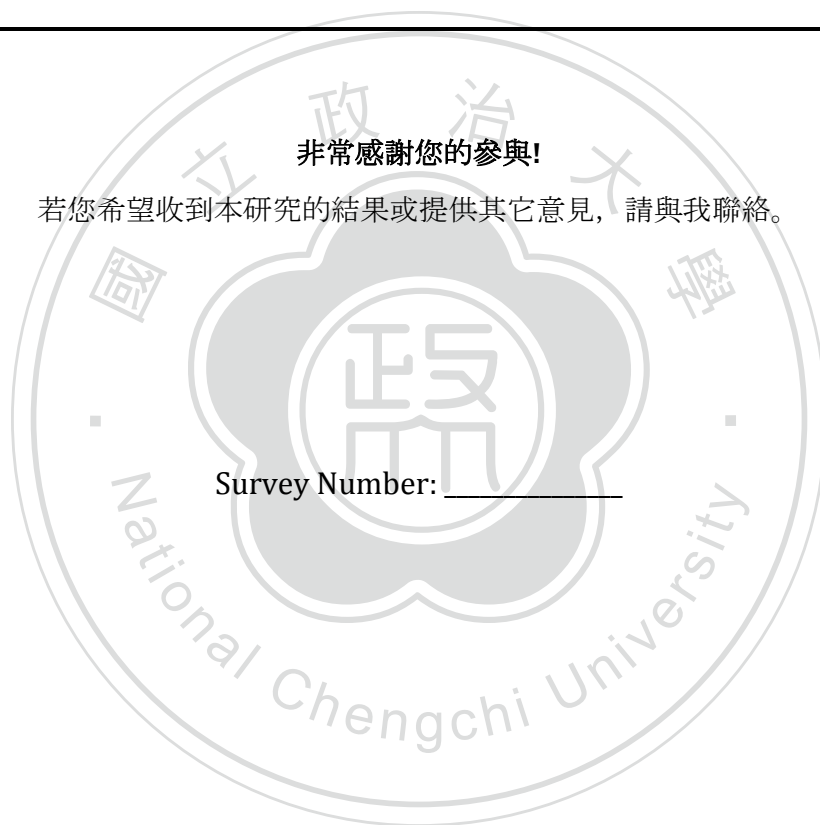 非常感謝您的參與!
若您希望收到本研究的結果或提供其它意見, 請與我聯絡。
Survey Number: _______________
國立政治大學
政
National Chengchi University